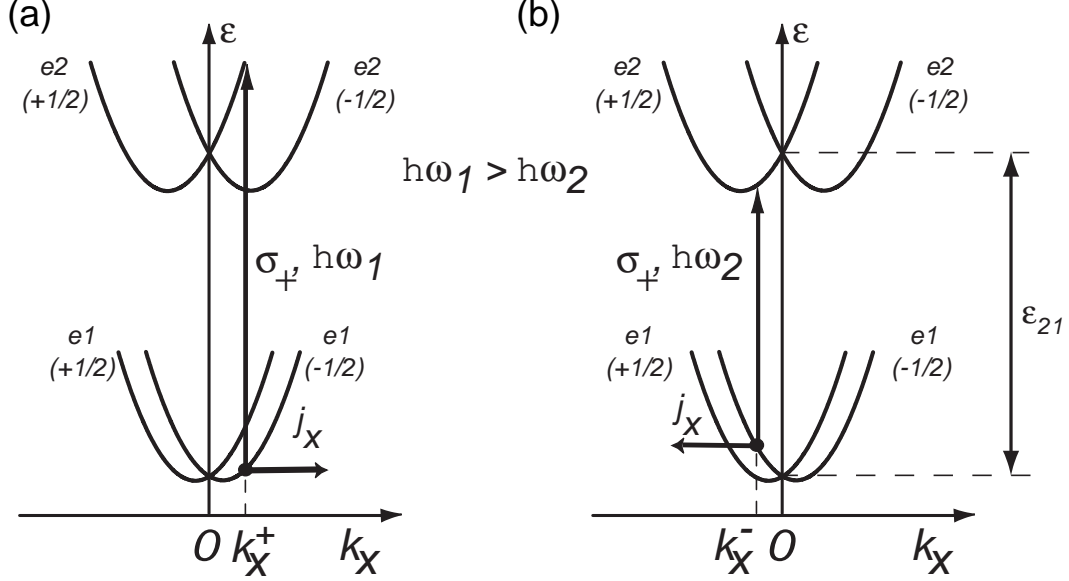 (a)
ε
e2
(+1/2)
e2
(-1/2)
σ+, hω1
e1
(+1/2)
e1
(-1/2)
jx
0
kx+
kx
hω1 > hω2
(b)
ε
e2
(+1/2)
e2
(-1/2)
σ+, hω2
ε21
e1
(+1/2)
e1
(-1/2)
jx
kx-
0
kx